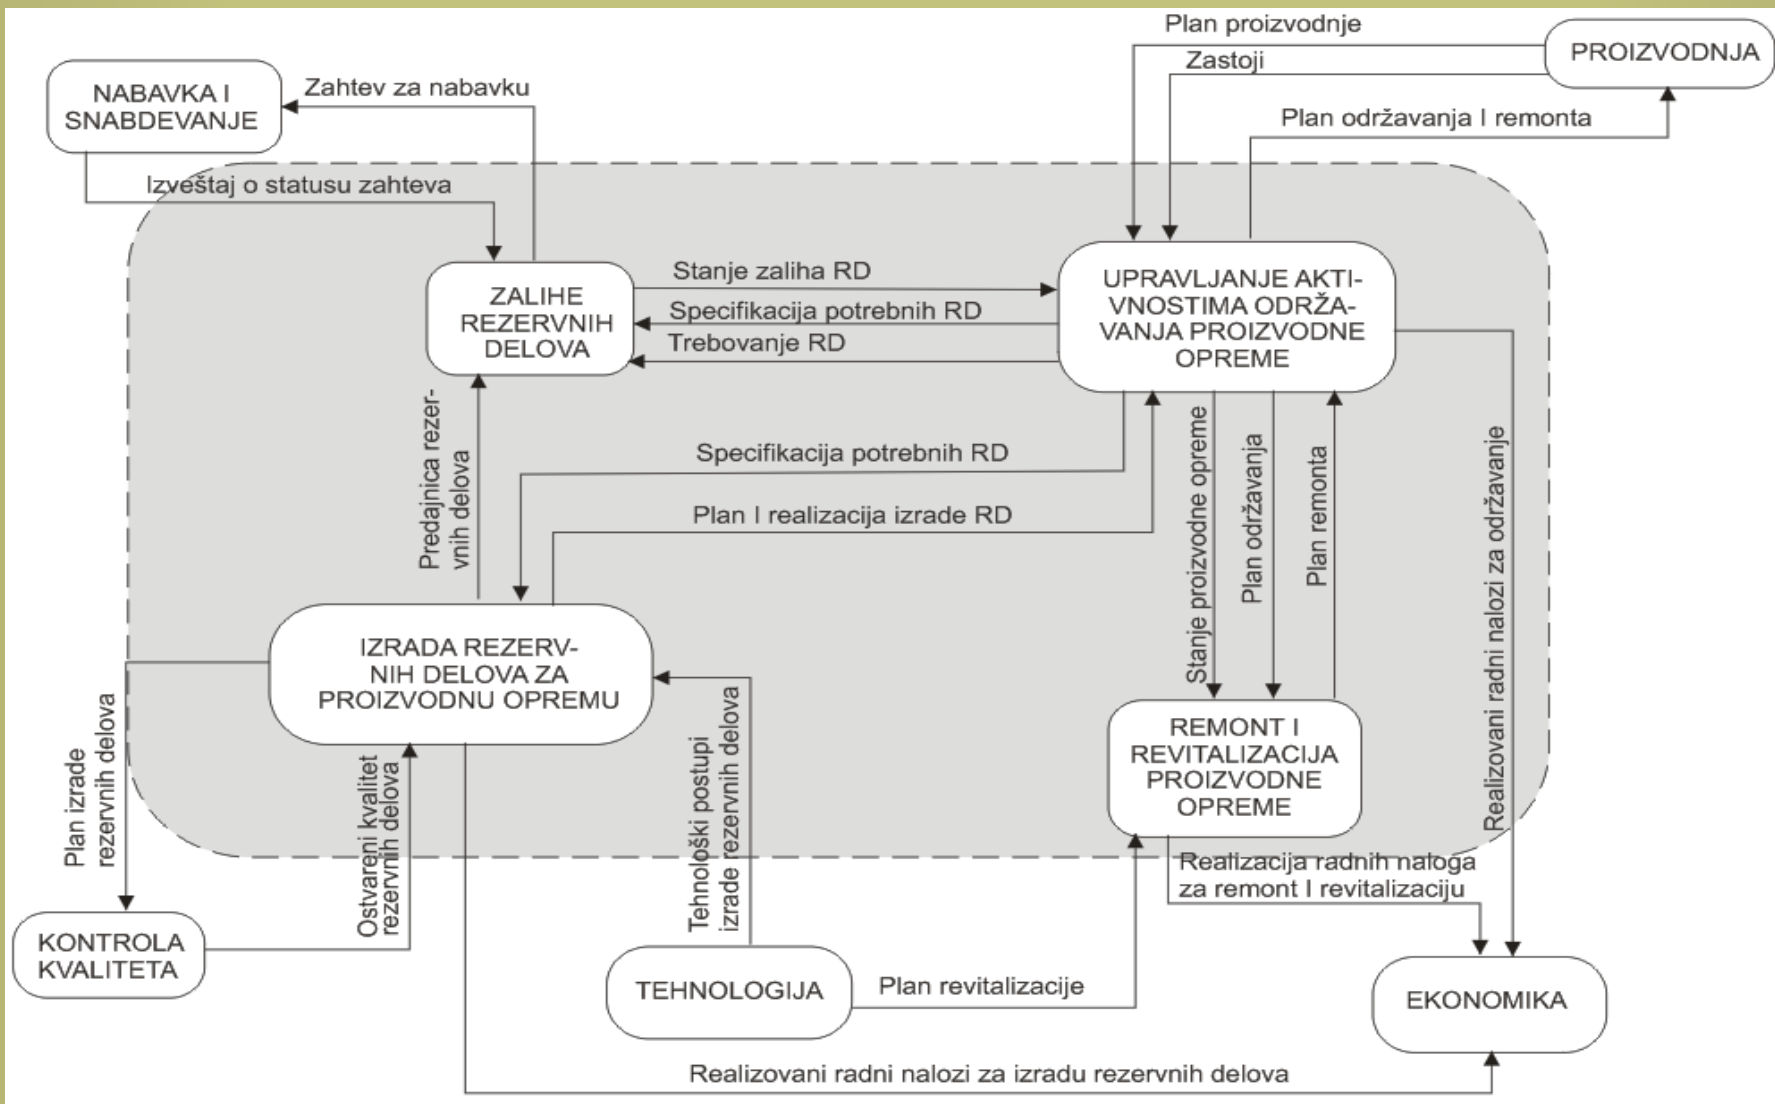 Plan proizvodnje
PROIZVODNJA
Zastoji
Zahtev za nabavku
NABAVKA I
SNABDEVANJE
Plan održavanja I remonta
Izveštaj o statusu zahteva
ZALIHE
REZERVNIH
DELOVA
Stanje zaliha RD
Specifikacija potrebnih RD
Trebovanje RD
UPRAVLJANJE AKTI-
VNOSTIMA ODRŽA-
VANJA PROIZVODNE
OPREME
Predajnica rezer-
vnih delova
Specifikacija potrebnih RD
Plan I realizacija izrade RD
Stanje proizvodne opreme
Plan održavanja
Plan remonta
Realizovani radni nalozi za održavanje
IZRADA REZERV-
NIH DELOVA ZA
PROIZVODNU OPREMU
REMONT I
REVITALIZACIJA
PROIZVODNE
OPREME
Plan izrade
rezervnih delova
Ostvareni kvalitet
rezervnih delova
Tehnološki postupi
izrade rezervnih delova
Realizacija radnih naloga
za remont I revitalizaciju
KONTROLA
KVALITETA
TEHNOLOGIJA
Plan revitalizacije
EKONOMIKA
Realizovani radni nalozi za izradu rezervnih delova